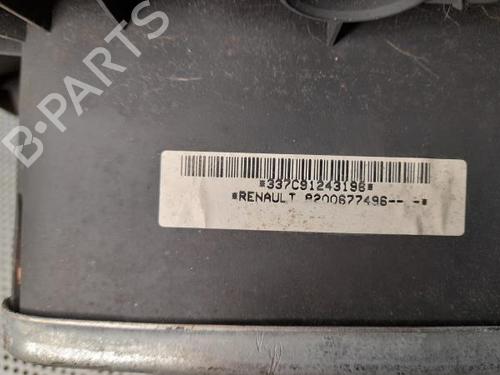 B-PARTS
*337C91243196*
*RENAULT 8200677496-- -*